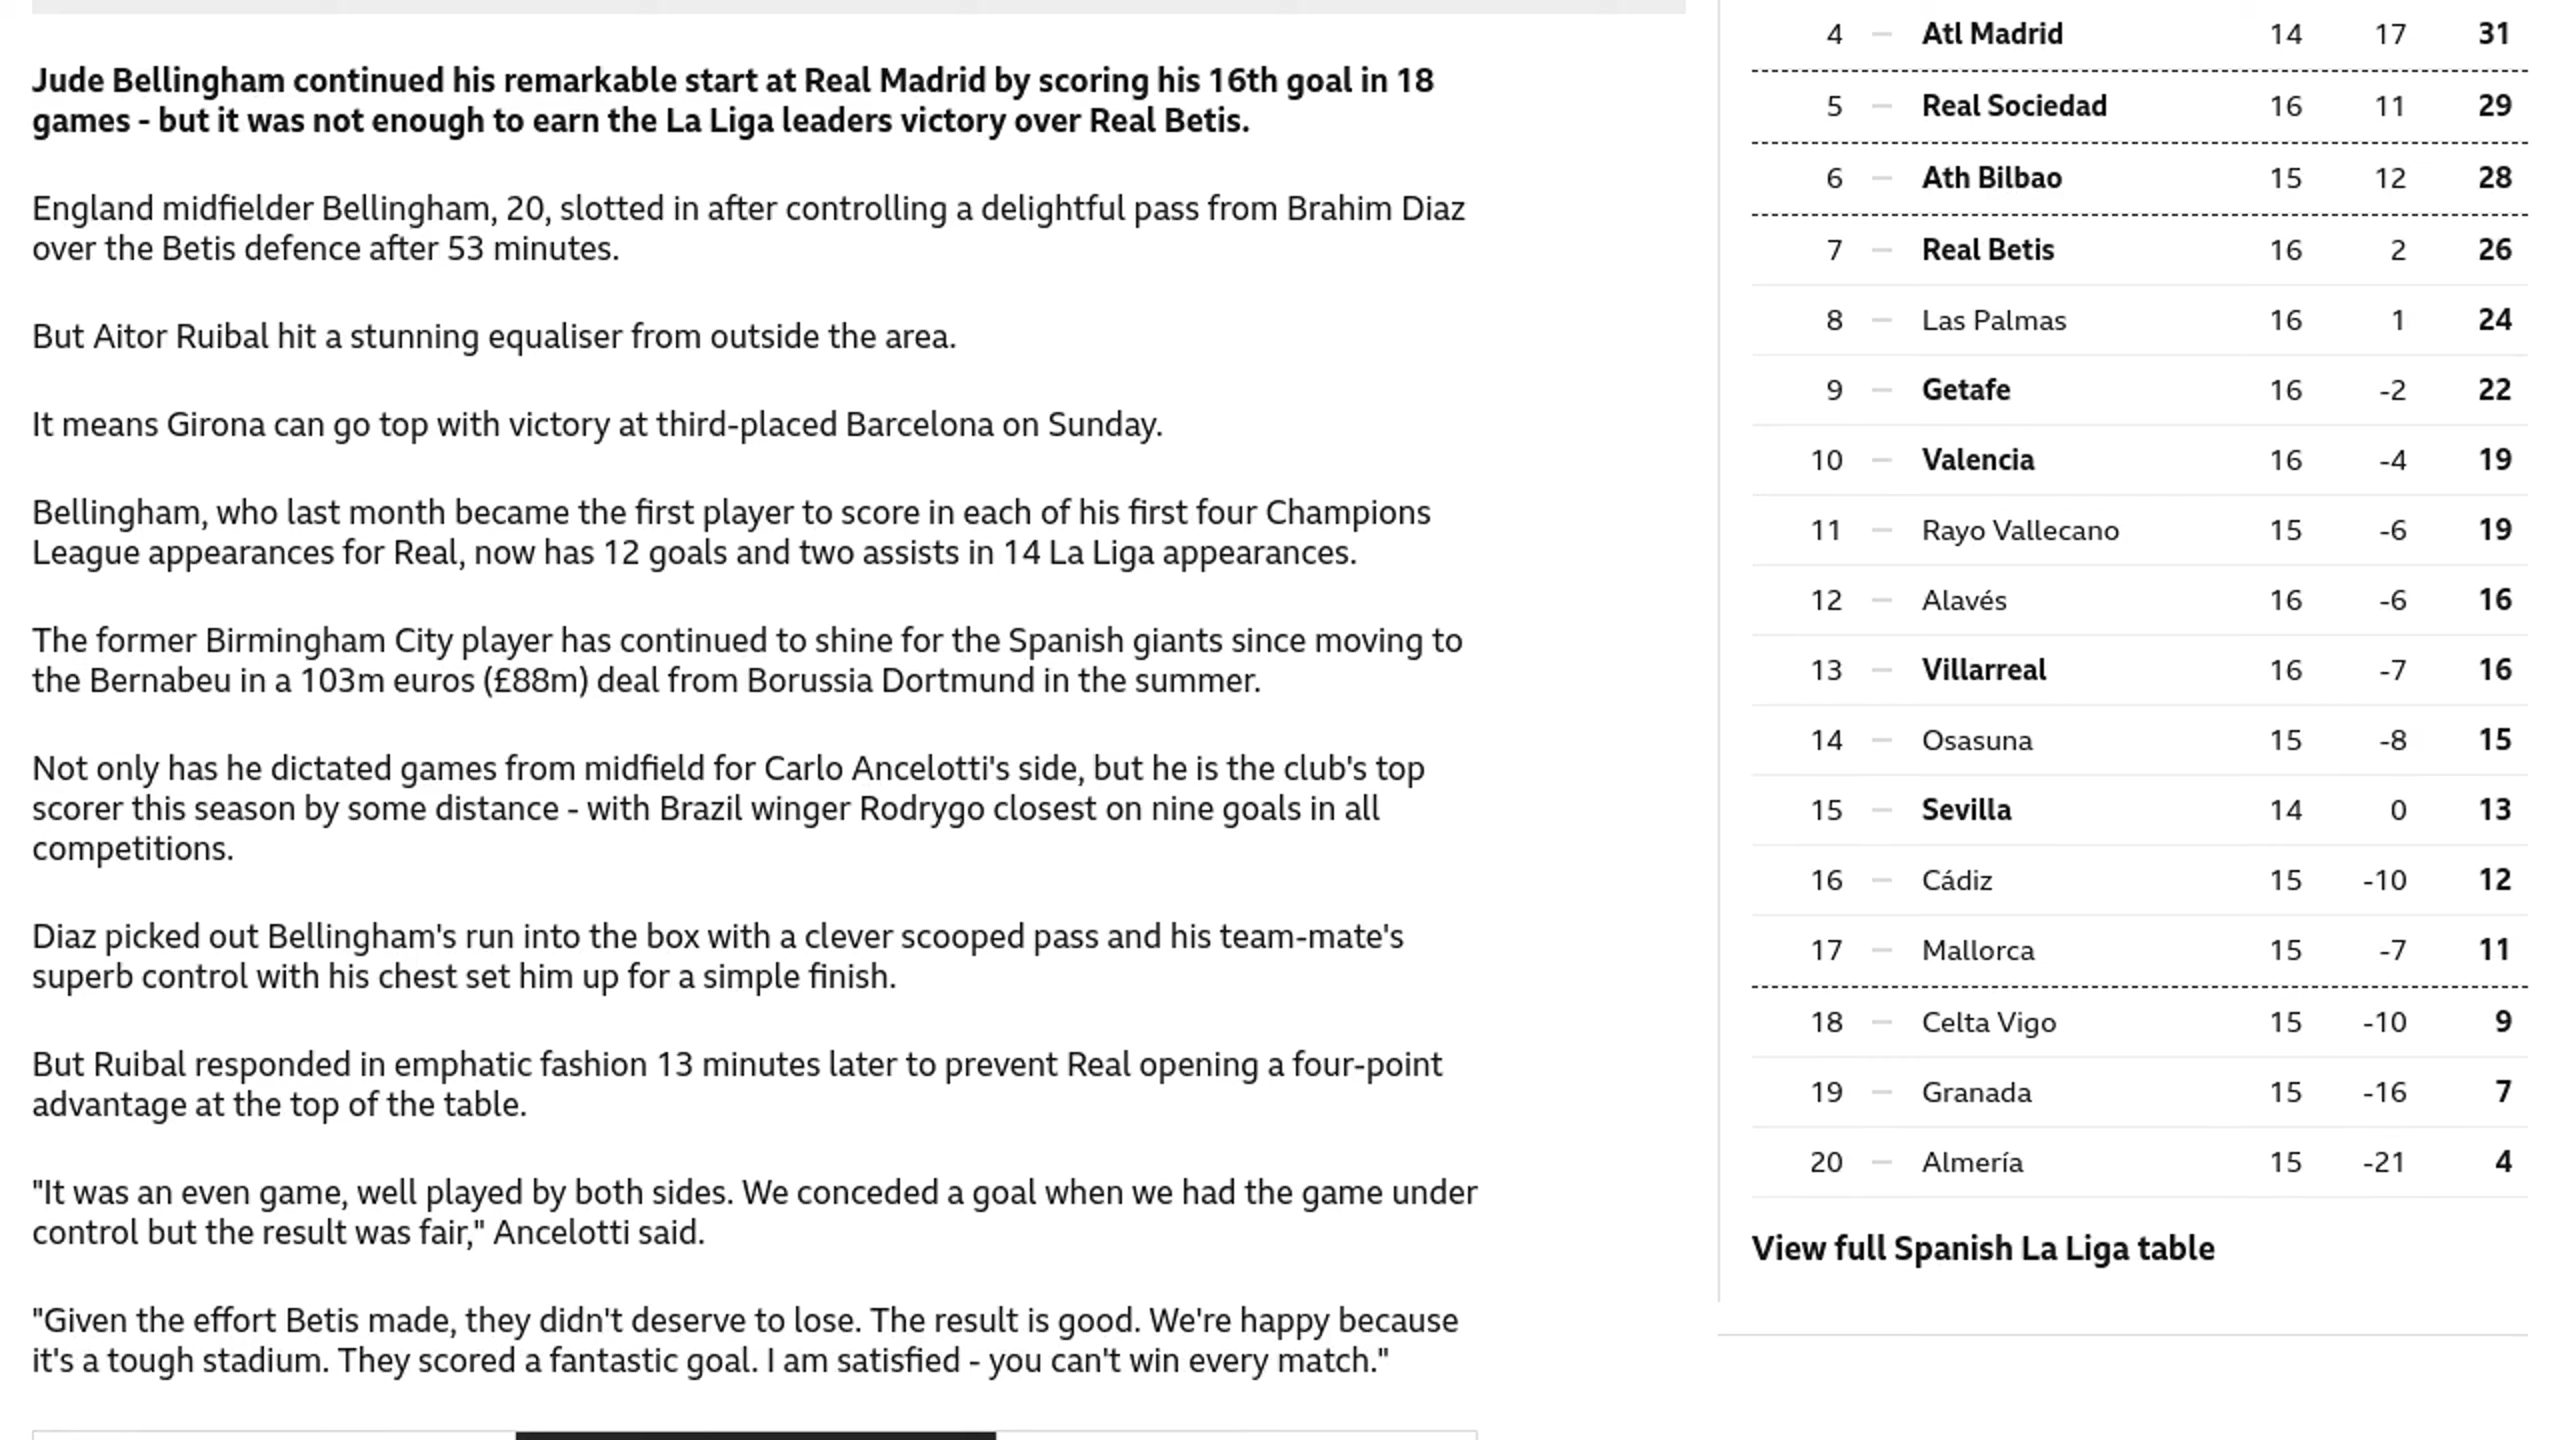 Jude Bellingham continued his remarkable start at Real Madrid by scoring his 16th goal in 18
games - but it was not enough to earn the La Liga leaders victory over Real Betis.
England midfielder Bellingham, 20, slotted in after controlling a delightful pass from Brahim Diaz
over the Betis defence after 53 minutes.
But Aitor Ruibal hit a stunning equaliser from outside the area.
It means Girona can go top with victory at third-placed Barcelona on Sunday.
Bellingham, who last month became the first player to score in each of his first four Champions
League appearances for Real, now has 12 goals and two assists in 14 La Liga appearances.
The former Birmingham City player has continued to shine for the Spanish giants since moving to
the Bernabeu in a 103m euros (£88m) deal from Borussia Dortmund in the summer.
Not only has he dictated games from midfield for Carlo Ancelotti's side, but he is the club's top
scorer this season by some distance - with Brazil winger Rodrygo closest on nine goals in all
competitions.
Diaz picked out Bellingham's run into the box with a clever scooped pass and his team-mate's
superb control with his chest set him up for a simple finish.
But Ruibal responded in emphatic fashion 13 minutes later to prevent Real opening a four-point
advantage at the top of the table.
"It was an even game, well played by both sides. We conceded a goal when we had the game under
control but the result was fair," Ancelotti said.
"Given the effort Betis made, they didn't deserve to lose. The result is good. We're happy because
it's a tough stadium. They scored a fantastic goal. I am satisfied - you can't win every match."
4 – Atl Madrid 14 17 31
5 – Real Sociedad 16 11 29
6 – Ath Bilbao 15 12 28
7 – Real Betis 16 2 26
8 – Las Palmas 16 1 24
9 – Getafe 16 -2 22
10 – Valencia 16 -4 19
11 – Rayo Vallecano 15 -6 19
12 – Alavés 16 -6 16
13 – Villarreal 16 -7 16
14 – Osasuna 15 -8 15
15 – Sevilla 14 0 13
16 – Cádiz 15 -10 12
17 – Mallorca 15 -7 11
18 – Celta Vigo 15 -10 9
19 – Granada 15 -16 7
20 – Almería 15 -21 4
View full Spanish La Liga table